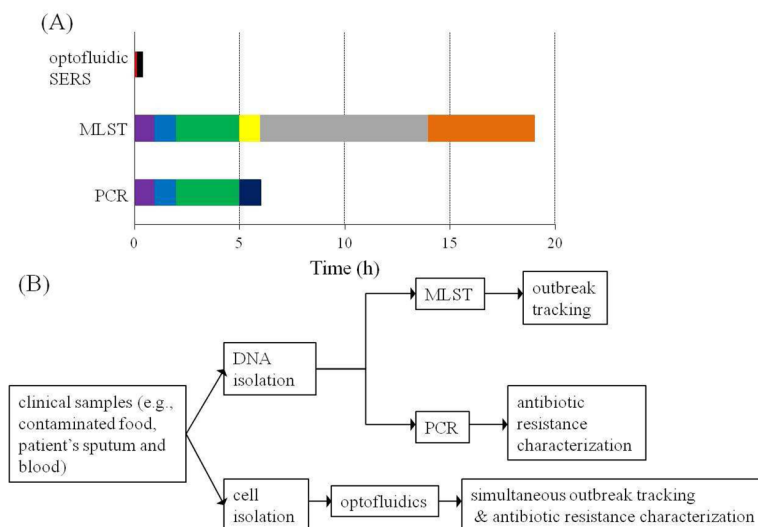 (A)
optofluidic
SERS
MLST
PCR
0
5
10
15
20
Time (h)
(B)
MLST
outbreak
tracking
DNA
isolation
clinical samples (e.g.,
contaminated food,
patient's sputum and
blood)
PCR
antibiotic
resistance
characterization
cell
isolation
optofluidics
simultaneous outbreak tracking
& antibiotic resistance characterization